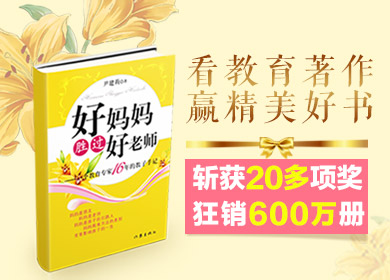 尹建莉 著
好妈妈
胜过
好老师
一个教育专家16年的教子手记
作家出版社
看教育著作
赢精美好书
斩获20多项奖
狂销600万册